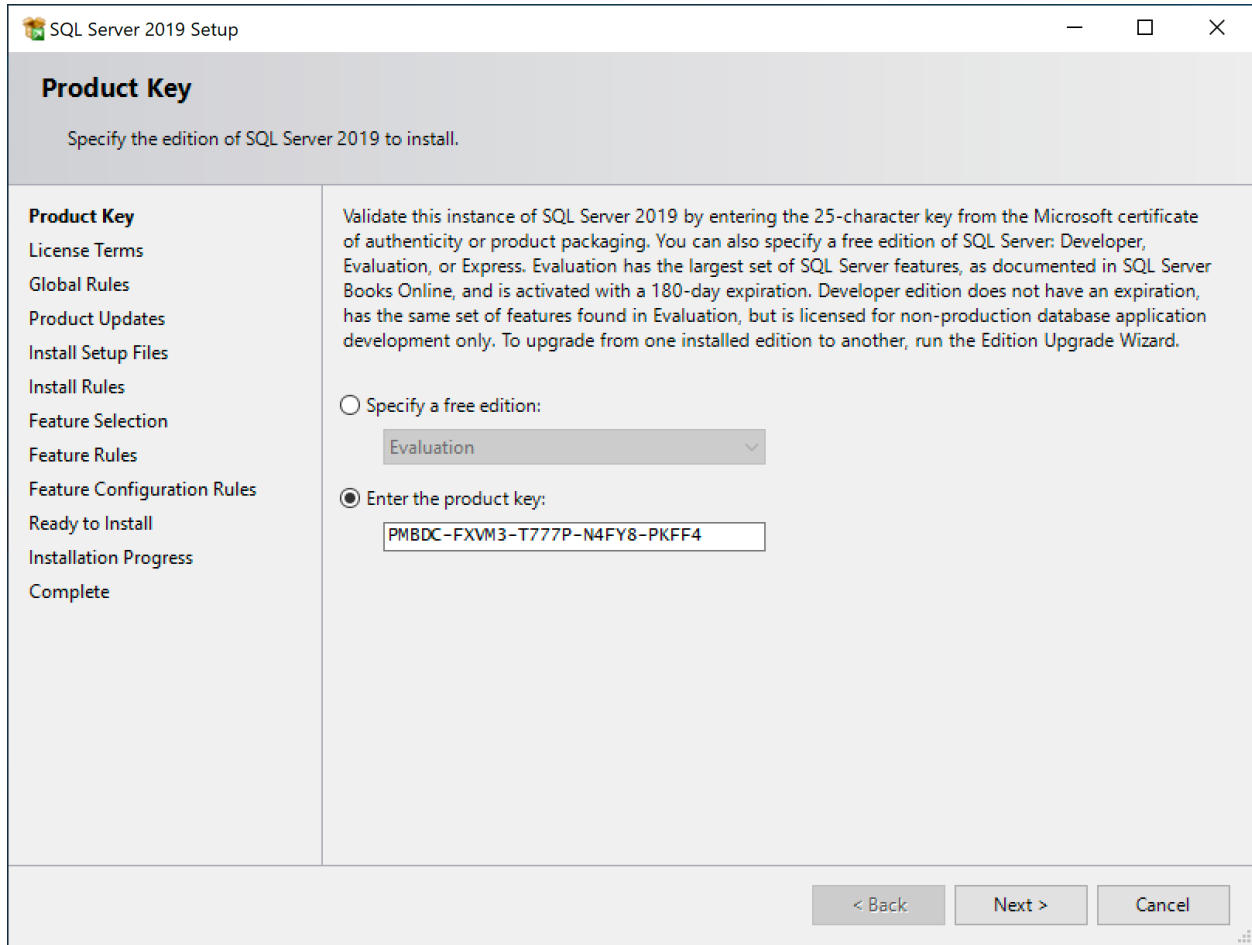 SQL Server 2019 Setup
Product Key
Specify the edition of SQL Server 2019 to install.
Product Key
License Terms
Global Rules
Product Updates
Install Setup Files
Install Rules
Feature Selection
Feature Rules
Feature Configuration Rules
Ready to Install
Installation Progress
Complete
Validate this instance of SQL Server 2019 by entering the 25-character key from the Microsoft certificate
of authenticity or product packaging. You can also specify a free edition of SQL Server: Developer,
Evaluation, or Express. Evaluation has the largest set of SQL Server features, as documented in SQL Server
Books Online, and is activated with a 180-day expiration. Developer edition does not have an expiration,
has the same set of features found in Evaluation, but is licensed for non-production database application
development only. To upgrade from one installed edition to another, run the Edition Upgrade Wizard.
Specify a free edition:
Evaluation
Enter the product key:
PMBDC-FXVM3-T777P-N4FY8-PKFF4
< Back
Next >
Cancel